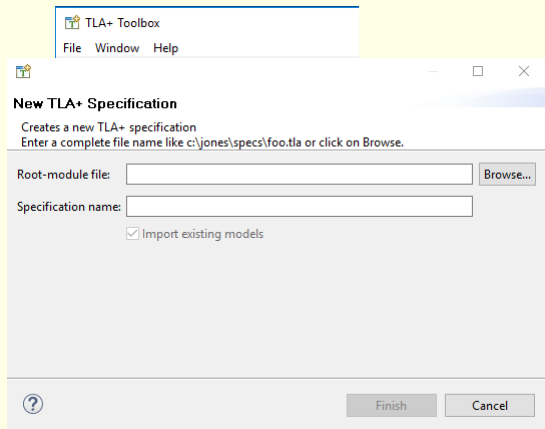 TLA+ Toolbox
File Window Help
New TLA+ Specification
Creates a new TLA+ specification
Enter a complete file name like c:\jones\specs\foo.tla or click on Browse.
Root-module file:
Browse...
Specification name:
Import existing models
?
Finish
Cancel